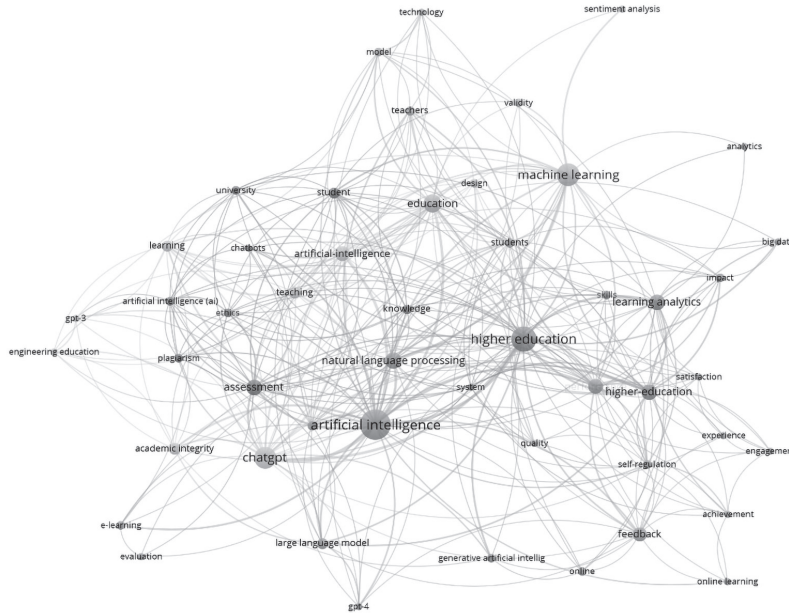 technology
sentiment analysis
model
teachers
validity
analytics
machine learning
design
university
student
education
students
big dat
learning
chatbots
artificial-intelligence
impact
teaching
skills
learning analytics
artificial intelligence (ai)
ethics
knowledge
gpt-3
higher education
engineering education
plagiarism
natural language processing
satisfaction
assessment
system
higher-education
artificial intelligence
experience
academic integrity
quality
engagemen
chatgpt
self-regulation
achievement
e-learning
feedback
large language model
evaluation
generative artificial intellig
online
online learning
gpt-4